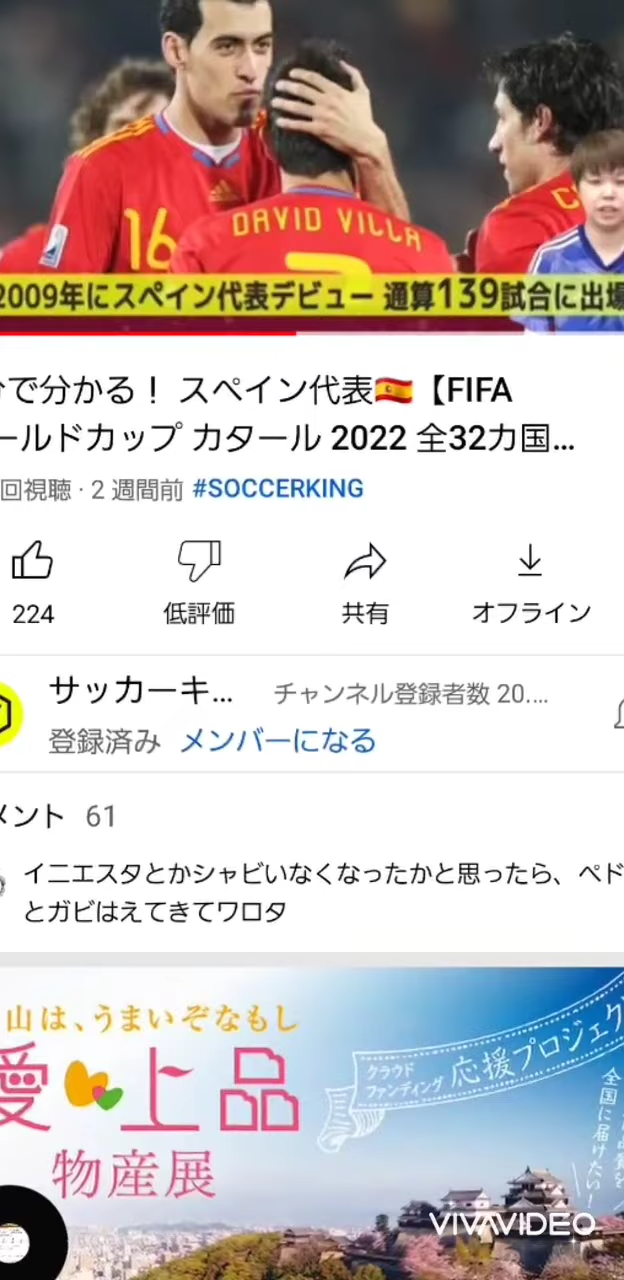 16
DAVID VILLA
2009年にスペイン代表デビュー 通算139試合に出場
分で分かる！ スペイン代表🇪🇸【FIFA
ールドカップ カタール 2022 全32カ国...
回視聴・2 週間前 #SOCCERKING
224
低評価
共有
オフライン
サッカーキ...
チャンネル登録者数 20....
登録済み メンバーになる
メント 61
イニエスタとかシャビいなくなったかと思ったら、ペド
とガビはえてきてワロタ
山は、うまいぞなもし
愛 上品
物産展
クラウド
ファンディング
応援プロジェク
全国に届けたい！
VIVAVIDEO